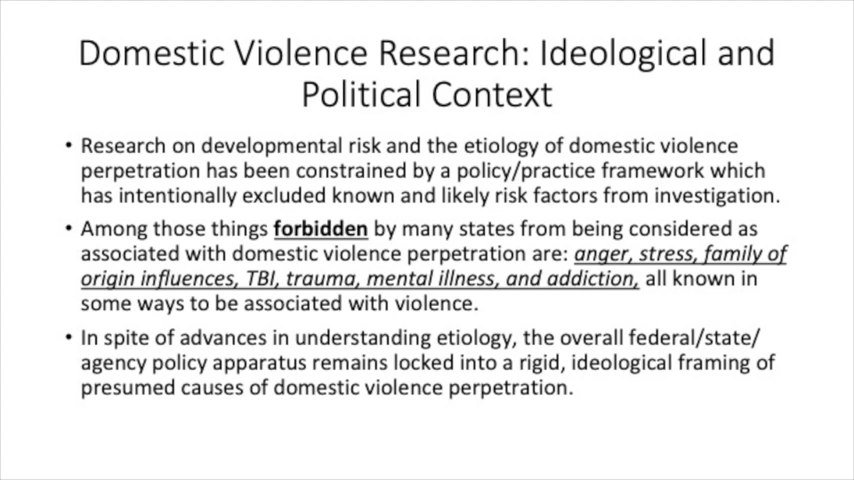 Domestic Violence Research: Ideological and
Political Context
• Research on developmental risk and the etiology of domestic violence
perpetration has been constrained by a policy/practice framework which
has intentionally excluded known and likely risk factors from investigation.
• Among those things forbidden by many states from being considered as
associated with domestic violence perpetration are: anger, stress, family of
origin influences, TBI, trauma, mental illness, and addiction, all known in
some ways to be associated with violence.
• In spite of advances in understanding etiology, the overall federal/state/
agency policy apparatus remains locked into a rigid, ideological framing of
presumed causes of domestic violence perpetration.